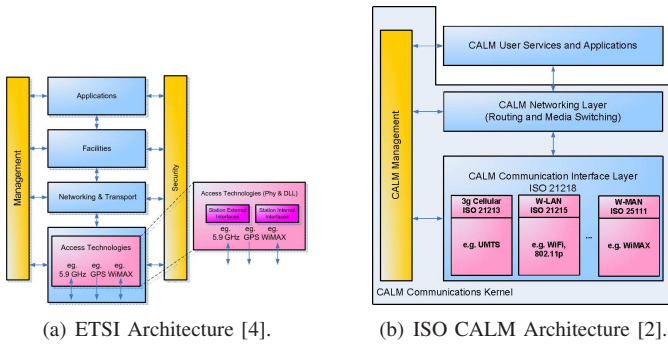 Management
Applications
Facilities
Networking & Transport
Access Technologies
eg. eg. eg.
5.9 GHz GPS WiMAX
Security
Access Technologies (Phy & DLL)
Station External
Interfaces
Station Internal
Interfaces
eg. eg. eg.
5.9 GHz GPS WiMAX
(a) ETSI Architecture [4].
CALM Management
CALM User Services and Applications
CALM Networking Layer
(Routing and Media Switching)
CALM Communication Interface Layer
ISO 21218
3g Cellular
ISO 21213
e.g. UMTS
W-LAN
ISO 21215
e.g. WiFi,
802.11p
...
W-MAN
ISO 25111
e.g. WiMAX
CALM Communications Kernel
(b) ISO CALM Architecture [2].